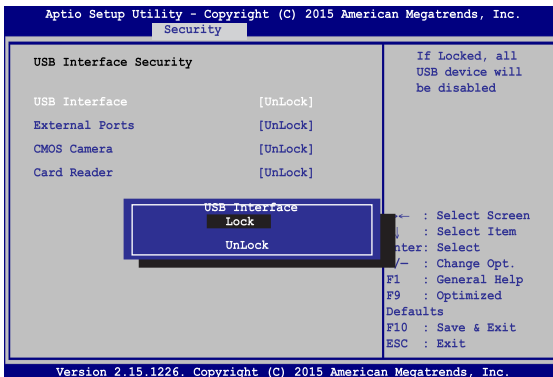 Aptio Setup Utility - Copyright (C) 2015 American Megatrends, Inc.
Security
USB Interface Security
USB Interface [UnLock]
External Ports [UnLock]
CMOS Camera [UnLock]
Card Reader [UnLock]
If Locked, all
USB device will
be disabled
USB Interface
Lock
UnLock
← : Select Screen
: Select Item
nter: Select
/— : Change Opt.
F1 : General Help
F9 : Optimized
Defaults
F10 : Save & Exit
ESC : Exit
Version 2.15.1226. Copyright (C) 2015 American Megatrends, Inc.